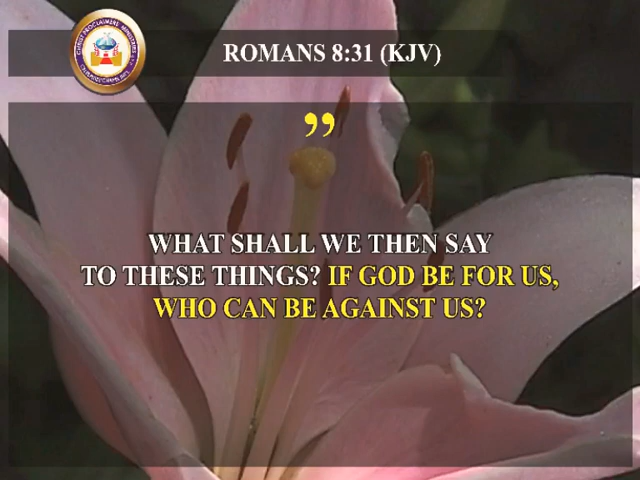 ROMANS 8:31 (KJV)
”
WHAT SHALL WE THEN SAY
TO THESE THINGS? IF GOD BE FOR US,
WHO CAN BE AGAINST US?